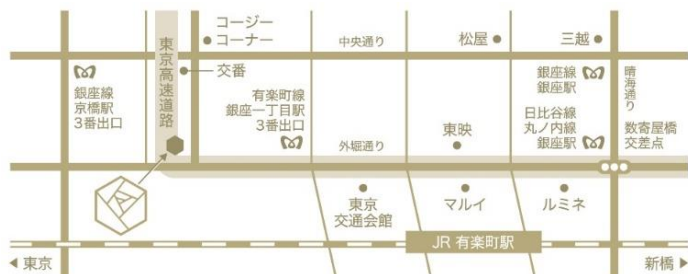 コージー
コーナー
中央通り
松屋
三越
東京高速道路
交番
銀座線
京橋駅
3番出口
有楽町線
銀座一丁目駅
3番出口
銀座線
銀座駅
晴海通り
日比谷線
丸ノ内線
銀座駅
数寄屋橋
交差点
外堀通り
東映
東京
交通会館
マルイ
ルミネ
JR 有楽町駅
東京
新橋